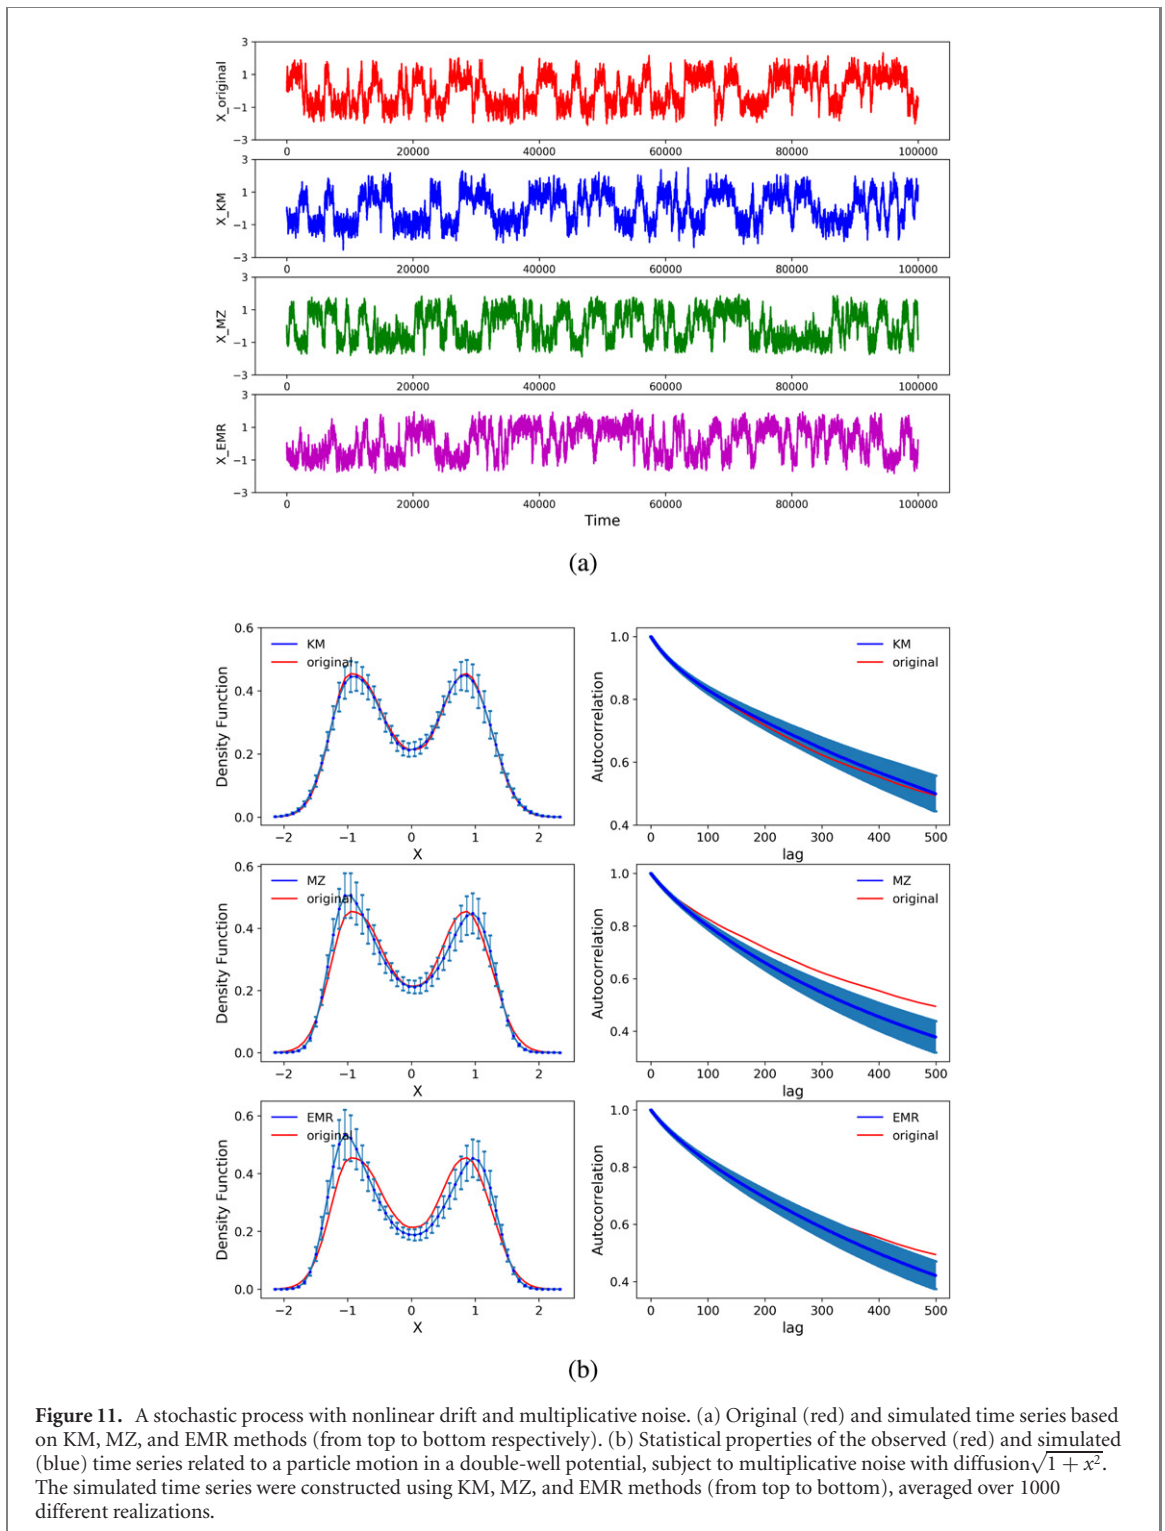 3
1
−1
−3
X_original
0
20000
40000
60000
80000
100000
3
1
−1
−3
X_KM
0
20000
40000
60000
80000
100000
3
1
−1
−3
X_MZ
0
20000
40000
60000
80000
100000
3
1
−1
−3
X_EMR
0
20000
40000
60000
80000
100000
Time
(a)
0.6
0.4
0.2
0.0
Density Function
KM
original
−2
−1
0
1
2
X
1.0
0.8
0.6
0.4
Autocorrelation
KM
original
0
100
200
300
400
500
lag
0.6
0.4
0.2
0.0
Density Function
MZ
original
−2
−1
0
1
2
X
1.0
0.8
0.6
0.4
Autocorrelation
MZ
original
0
100
200
300
400
500
lag
0.6
0.4
0.2
0.0
Density Function
EMR
original
−2
−1
0
1
2
X
1.0
0.8
0.6
0.4
Autocorrelation
EMR
original
0
100
200
300
400
500
lag
(b)
Figure 11. A stochastic process with nonlinear drift and multiplicative noise. (a) Original (red) and simulated time series based
on KM, MZ, and EMR methods (from top to bottom respectively). (b) Statistical properties of the observed (red) and simulated
(blue) time series related to a particle motion in a double-well potential, subject to multiplicative noise with diffusion√1 + x².
The simulated time series were constructed using KM, MZ, and EMR methods (from top to bottom), averaged over 1000
different realizations.